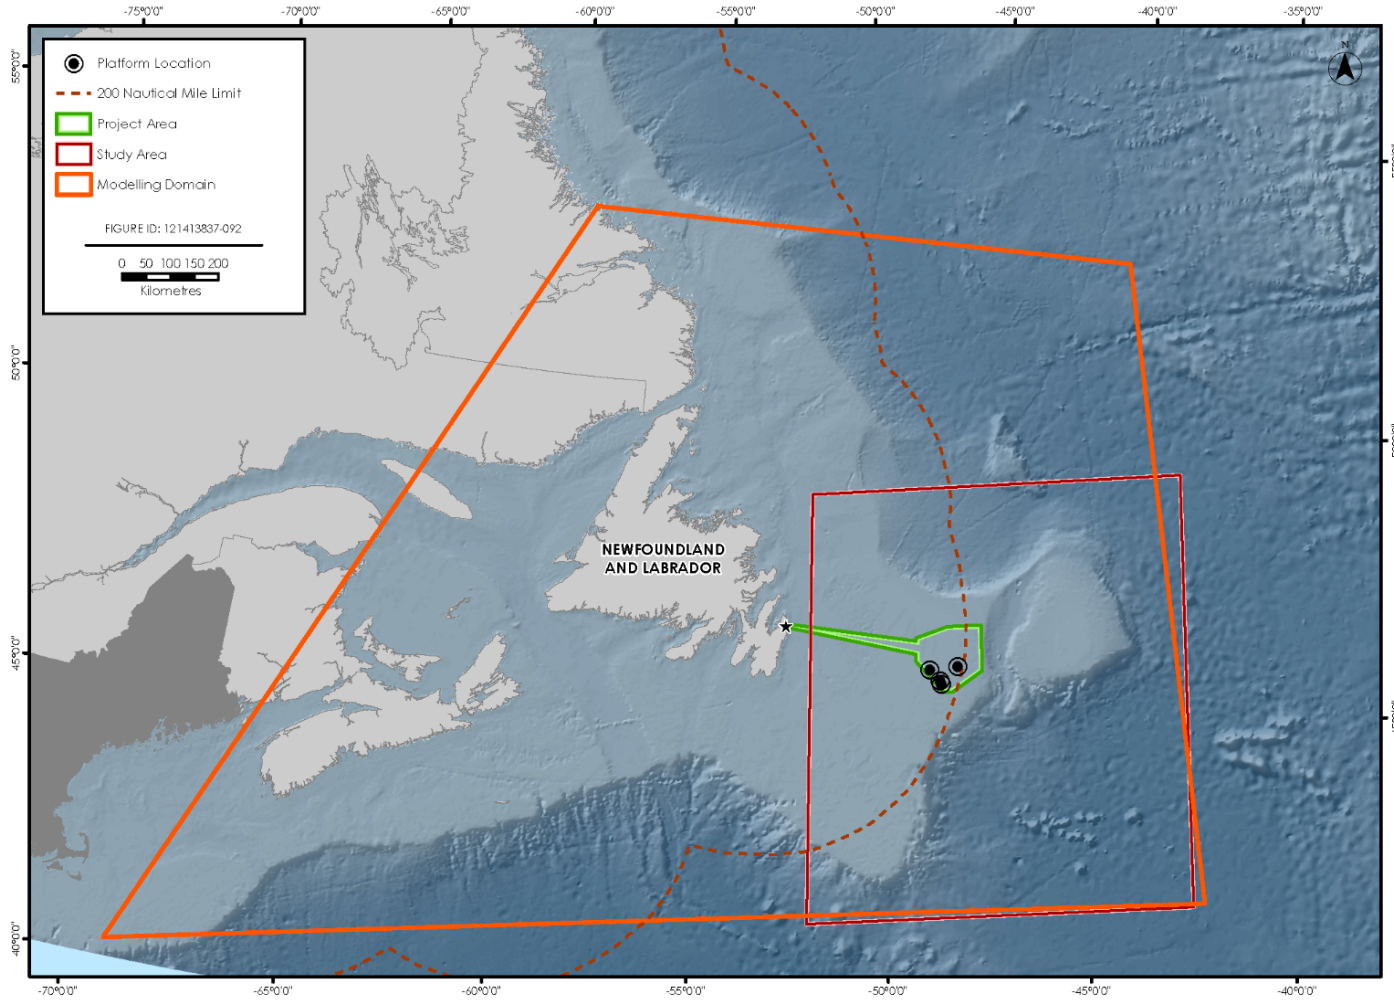 -75°0'0" -70°0'0" -65°0'0" -60°0'0" -55°0'0" -50°0'0" -45°0'0" -40°0'0" -35°0'0"
N
Platform Location
200 Nautical Mile Limit
Project Area
Study Area
Modelling Domain
FIGURE ID: 121413837-092
0 50 100 150 200
Kilometres
55°0'0"
50°0'0"
45°0'0"
40°0'0"
NEWFOUNDLAND
AND LABRADOR
-70°0'0" -65°0'0" -60°0'0" -55°0'0" -50°0'0" -45°0'0" -40°0'0"